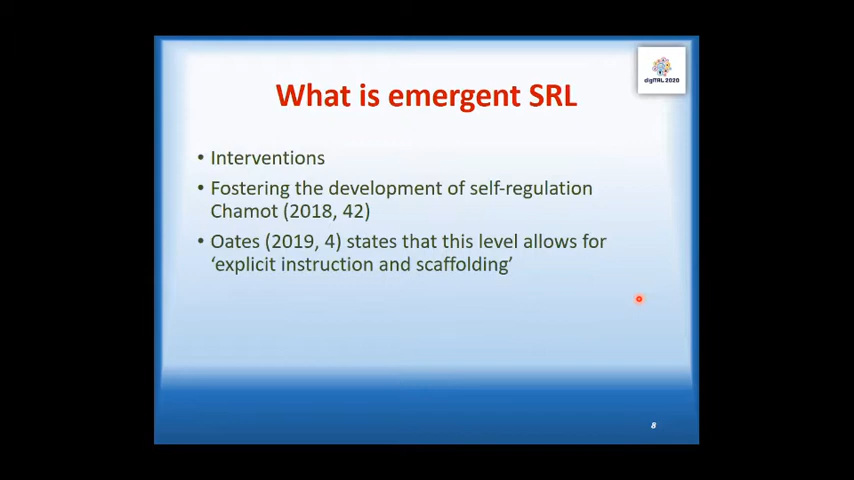 What is emergent SRL
digiTAL 2020
• Interventions
• Fostering the development of self-regulation
Chamot (2018, 42)
• Oates (2019, 4) states that this level allows for
‘explicit instruction and scaffolding’
8